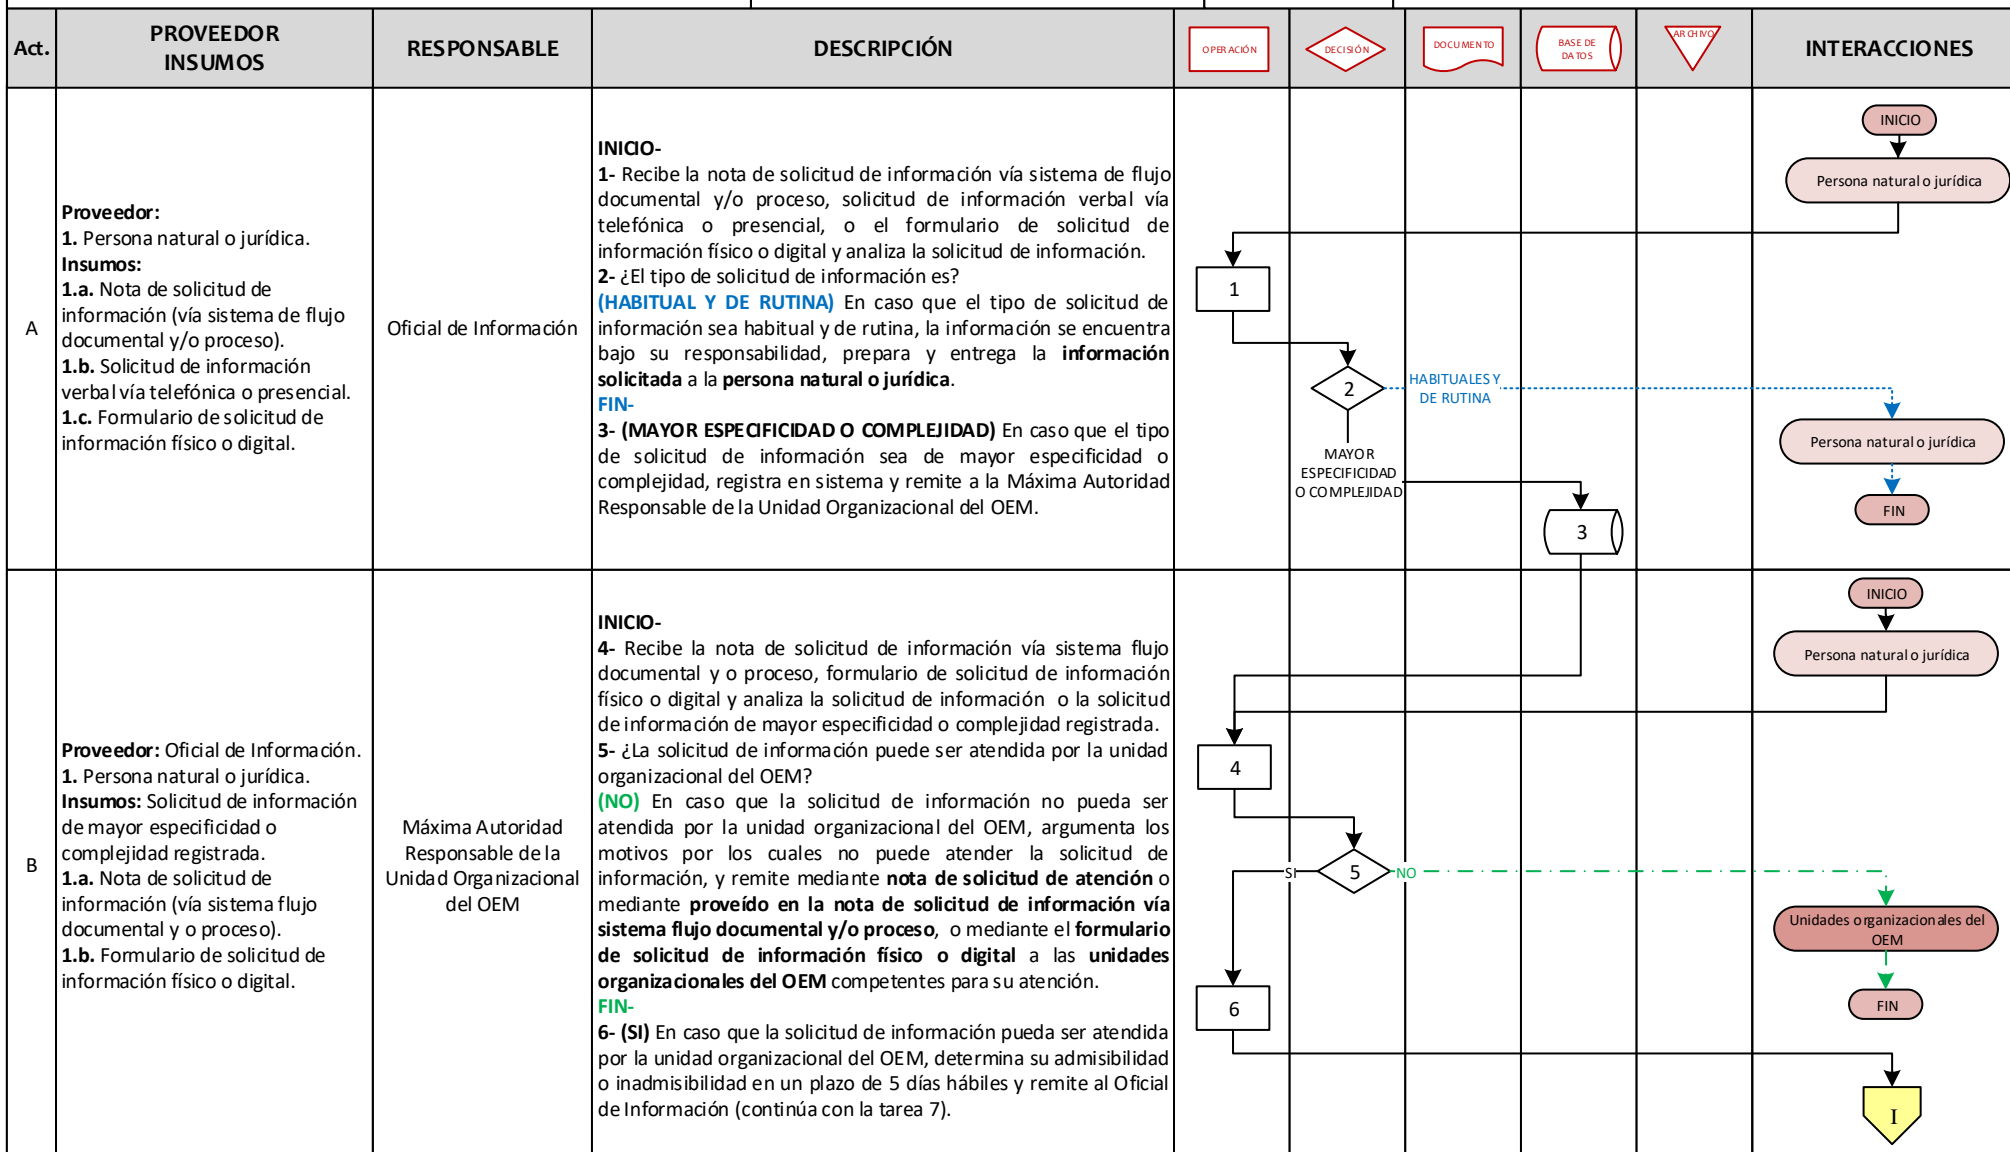 Act.
PROVEEDOR
INSUMOS
RESPONSABLE
DESCRIPCIÓN
OPERACIÓN
DECISIÓN
DOCUMENTO
BASE DE
DATOS
ARCHIVO
INTERACCIONES
A
Proveedor:
1. Persona natural o jurídica.
Insumos:
1.a. Nota de solicitud de
información (vía sistema de flujo
documental y/o proceso).
1.b. Solicitud de información
verbal vía telefónica o presencial.
1.c. Formulario de solicitud de
información físico o digital.
Oficial de Información
INICIO-
1- Recibe la nota de solicitud de información vía sistema de flujo
documental y/o proceso, solicitud de información verbal vía
telefónica o presencial, o el formulario de solicitud de
información físico o digital y analiza la solicitud de información.
2- ¿El tipo de solicitud de información es?
(HABITUAL Y DE RUTINA) En caso que el tipo de solicitud de
información sea habitual y de rutina, la información se encuentra
bajo su responsabilidad, prepara y entrega la información
solicitada a la persona natural o jurídica.
FIN-
3- (MAYOR ESPECIFICIDAD O COMPLEJIDAD) En caso que el tipo
de solicitud de información sea de mayor especificidad o
complejidad, registra en sistema y remite a la Máxima Autoridad
Responsable de la Unidad Organizacional del OEM.
INICIO
Persona natural o jurídica
1
2
HABITUALES Y
DE RUTINA
MAYOR
ESPECIFICIDAD
O COMPLEJIDAD
Persona natural o jurídica
FIN
3
B
Proveedor: Oficial de Información.
1. Persona natural o jurídica.
Insumos: Solicitud de información
de mayor especificidad o
complejidad registrada.
1.a. Nota de solicitud de
información (vía sistema flujo
documental y o proceso).
1.b. Formulario de solicitud de
información físico o digital.
Máxima Autoridad
Responsable de la
Unidad Organizacional
del OEM
INICIO-
4- Recibe la nota de solicitud de información vía sistema flujo
documental y o proceso, formulario de solicitud de información
físico o digital y analiza la solicitud de información o la solicitud
de información de mayor especificidad o complejidad registrada.
5- ¿La solicitud de información puede ser atendida por la unidad
organizacional del OEM?
(NO) En caso que la solicitud de información no pueda ser
atendida por la unidad organizacional del OEM, argumenta los
motivos por los cuales no puede atender la solicitud de
información, y remite mediante nota de solicitud de atención o
mediante proveído en la nota de solicitud de información vía
sistema flujo documental y/o proceso, o mediante el formulario
de solicitud de información físico o digital a las unidades
organizacionales del OEM competentes para su atención.
FIN-
6- (SI) En caso que la solicitud de información pueda ser atendida
por la unidad organizacional del OEM, determina su admisibilidad
o inadmisibilidad en un plazo de 5 días hábiles y remite al Oficial
de Información (continúa con la tarea 7).
INICIO
Persona natural o jurídica
4
SI
5
NO
Unidades organizacionales del
OEM
FIN
6
I